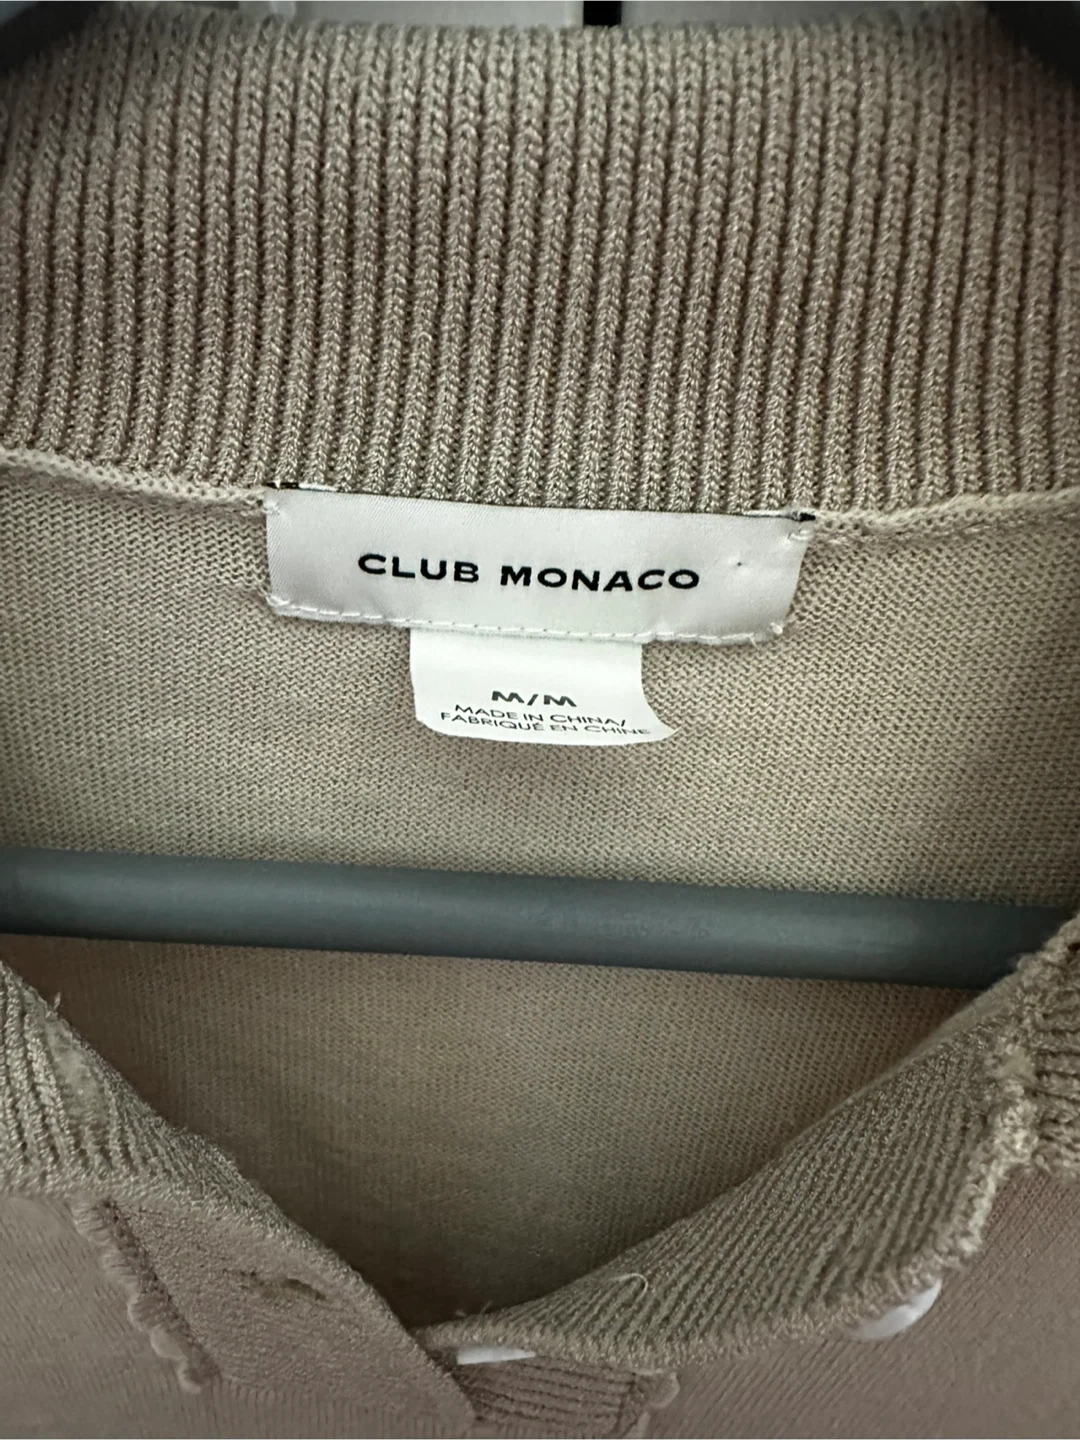 CLUB MONACO
M/M
MADE IN CHINA/
FABRIQUÉ EN CHINE